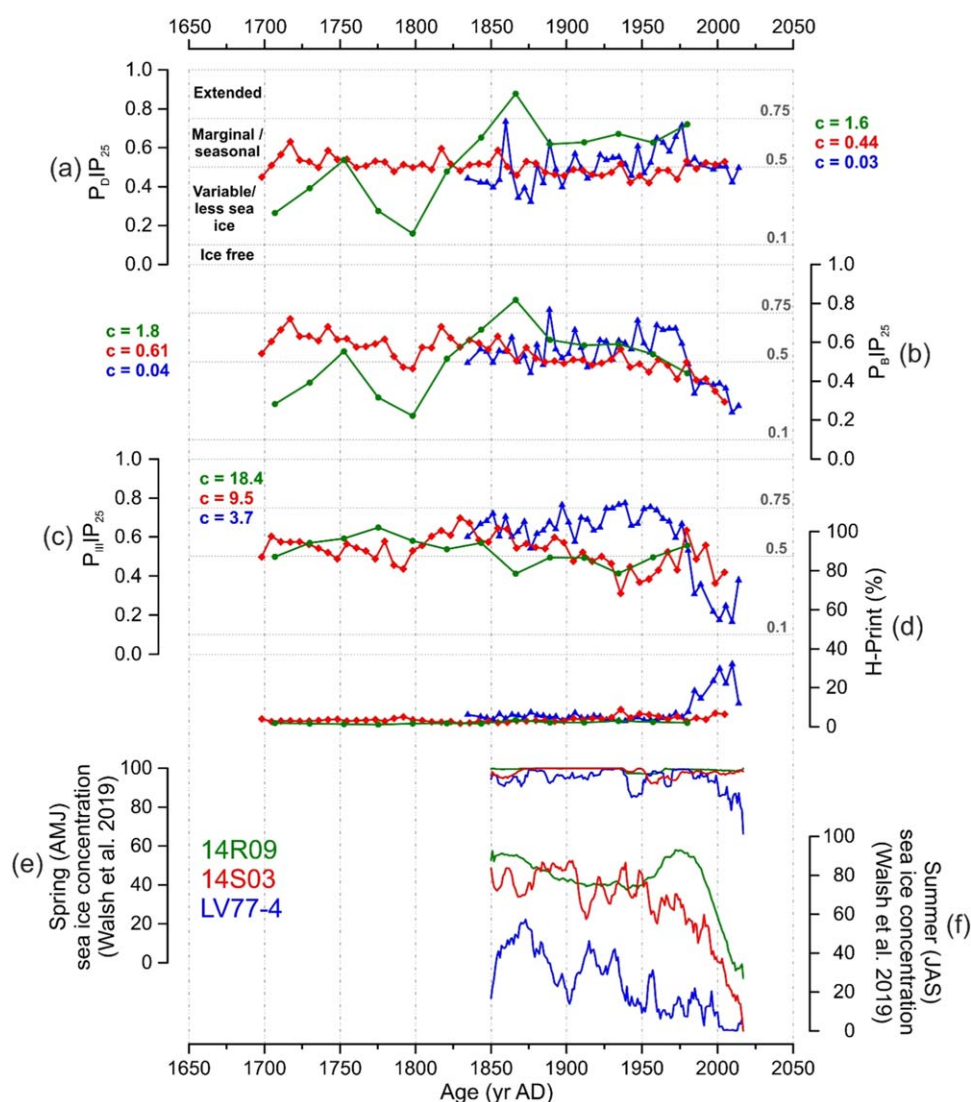 1650 1700 1750 1800 1850 1900 1950 2000 2050
(a)
P_D IP_25
1.0
0.8
0.6
0.4
0.2
0.0
Extended
Marginal /
seasonal
Variable/
less sea
ice
Ice free
0.75
0.5
0.1
c = 1.6
c = 0.44
c = 0.03
c = 1.8
c = 0.61
c = 0.04
0.75
0.5
0.1
1.0
0.8
0.6
0.4
0.2
0.0
P_B IP_25
(b)
(c)
P_III IP_25
1.0
0.8
0.6
0.4
0.2
0.0
c = 18.4
c = 9.5
c = 3.7
0.75
0.5
0.1
100
80
60
40
20
0
H-Print (%)
(d)
(e)
Spring (AMJ)
sea ice concentration
(Walsh et al. 2019)
100
80
60
40
20
0
14R09
14S03
LV77-4
100
80
60
40
20
0
Summer (JAS)
sea ice concentration
(Walsh et al. 2019)
(f)
1650 1700 1750 1800 1850 1900 1950 2000 2050
Age (yr AD)